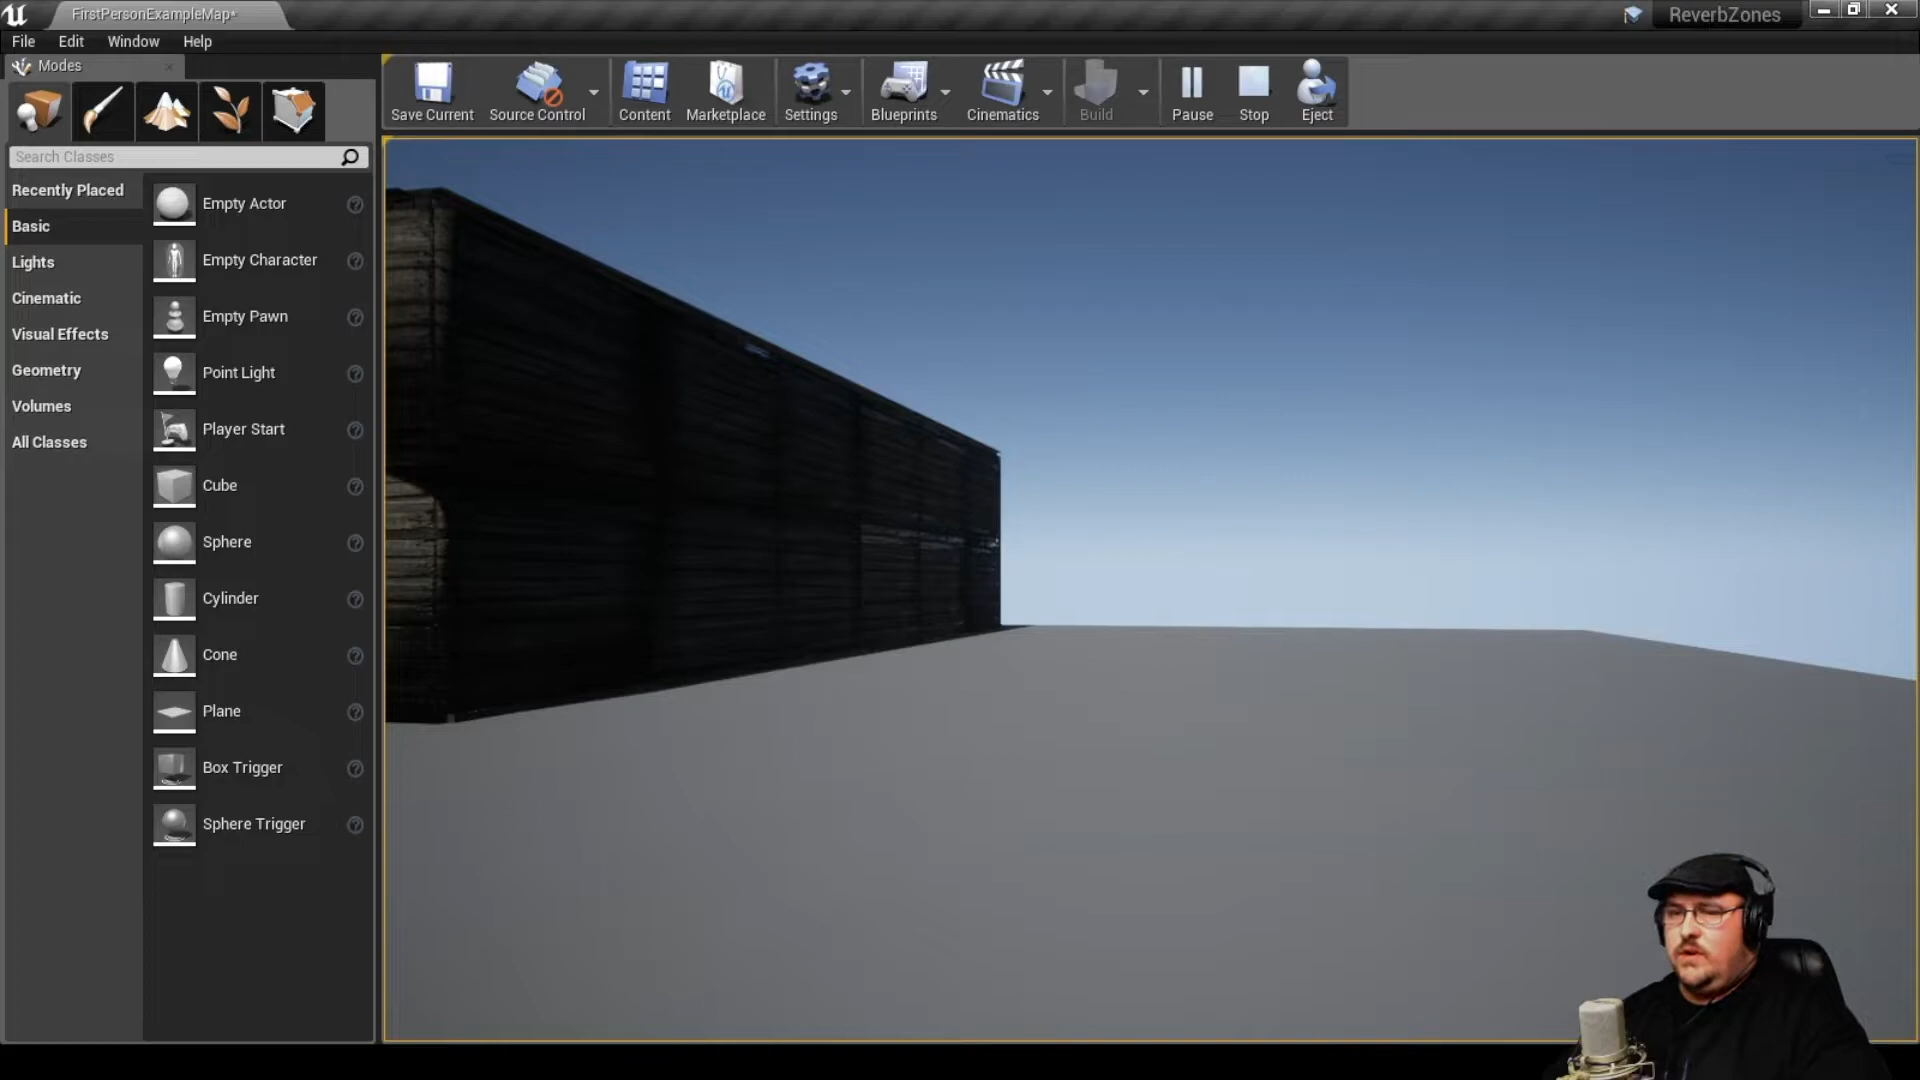 FirstPersonExampleMap*
ReverbZones
File Edit Window Help
Modes
Save Current
Source Control
Content
Marketplace
Settings
Blueprints
Cinematics
Build
Pause
Stop
Eject
Search Classes
Recently Placed
Basic
Lights
Cinematic
Visual Effects
Geometry
Volumes
All Classes
Empty Actor
Empty Character
Empty Pawn
Point Light
Player Start
Cube
Sphere
Cylinder
Cone
Plane
Box Trigger
Sphere Trigger